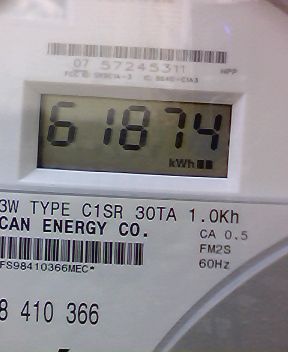 07 57245311
61874
kWh
3W TYPE C1SR 30TA 1.0Kh
CAN ENERGY CO.
CA 0.5
FM2S
FS98410366MEC*
60Hz
8 410 366